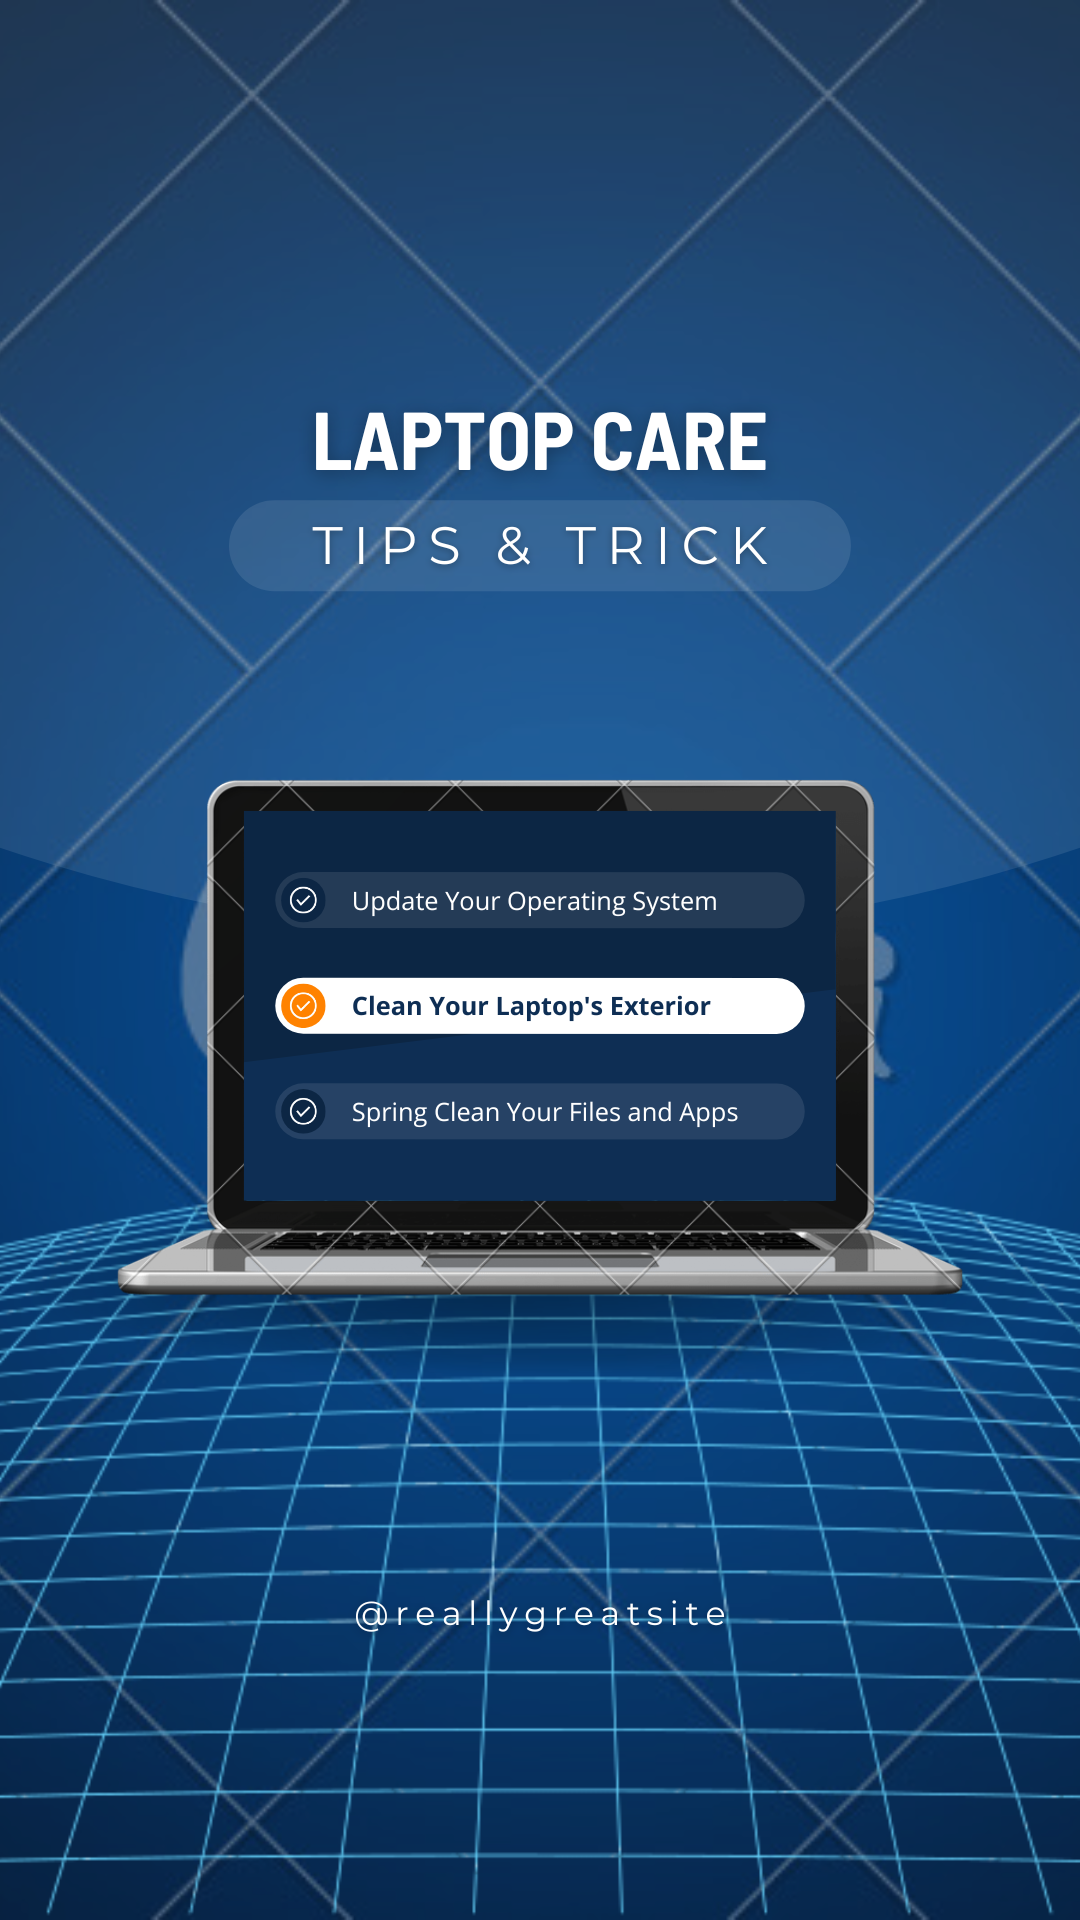 LAPTOP CARE
TIPS & TRICK
Update Your Operating System
Clean Your Laptop's Exterior
Spring Clean Your Files and Apps
@reallygreatsite